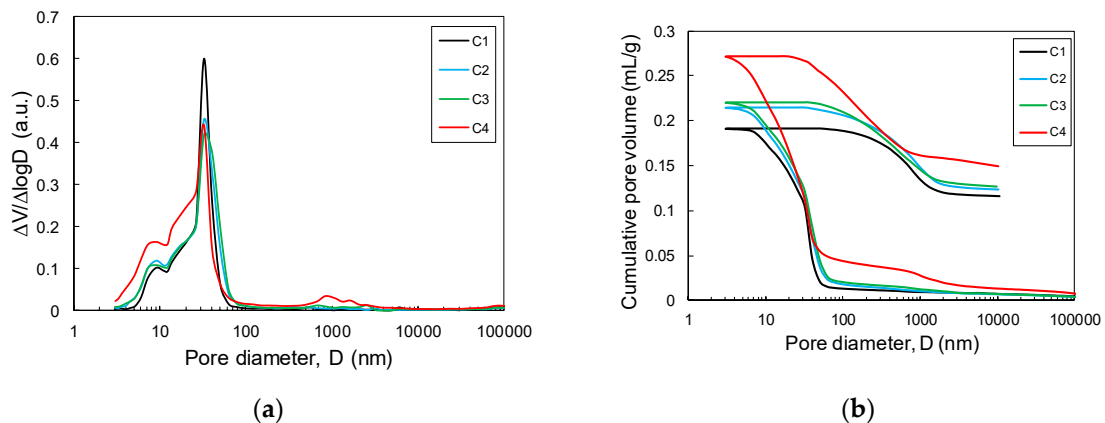 0.7
0.6
0.5
0.4
0.3
0.2
0.1
0
ΔV/ΔlogD (a.u.)
C1
C2
C3
C4
1 10 100 1000 10000 100000
Pore diameter, D (nm)
(a)
0.3
0.25
0.2
0.15
0.1
0.05
0
Cumulative pore volume (mL/g)
C1
C2
C3
C4
1 10 100 1000 10000 100000
Pore diameter, D (nm)
(b)